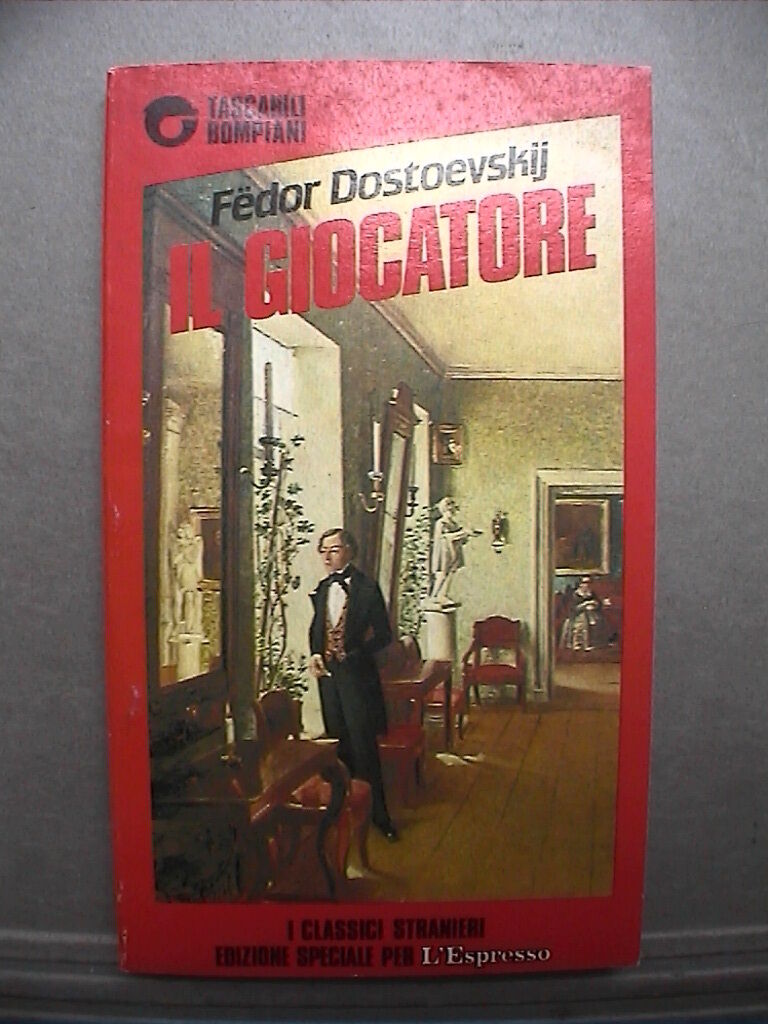 TASCABILI
BOMPIANI
Fëdor Dostoevskij
IL GIOCATORE
I CLASSICI STRANIERI
EDIZIONE SPECIALE PER L'Espresso